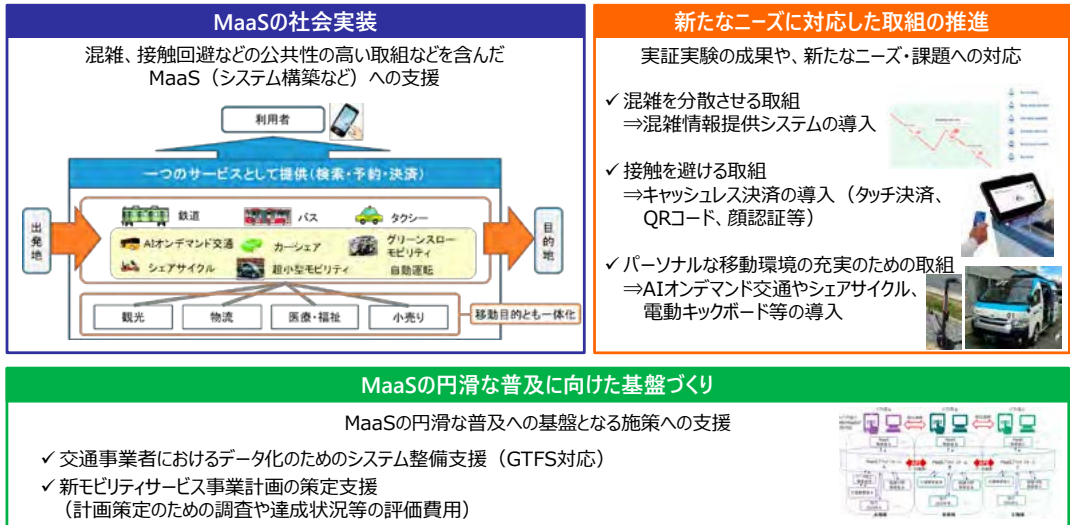 MaaSの社会実装
混雑、接触回避などの公共性の高い取組などを含んだ
MaaS（システム構築など）への支援
利用者
一つのサービスとして提供（検索・予約・決済）
出発地
鉄道
バス
タクシー
AIオンデマンド交通
カーシェア
グリーンスロー
モビリティ
シェアサイクル
超小型モビリティ
自動運転
目的地
観光
物流
医療・福祉
小売り
移動目的とも一体化
新たなニーズに対応した取組の推進
実証実験の成果や、新たなニーズ・課題への対応
✓ 混雑を分散させる取組
⇒混雑情報提供システムの導入
✓ 接触を避ける取組
⇒キャッシュレス決済の導入（タッチ決済、
QRコード、顔認証等）
✓ パーソナルな移動環境の充実のための取組
⇒AIオンデマンド交通やシェアサイクル、
電動キックボード等の導入
MaaSの円滑な普及に向けた基盤づくり
MaaSの円滑な普及への基盤となる施策への支援
✓ 交通事業者におけるデータ化のためのシステム整備支援（GTFS対応）
✓ 新モビリティサービス事業計画の策定支援
（計画策定のための調査や達成状況等の評価費用）